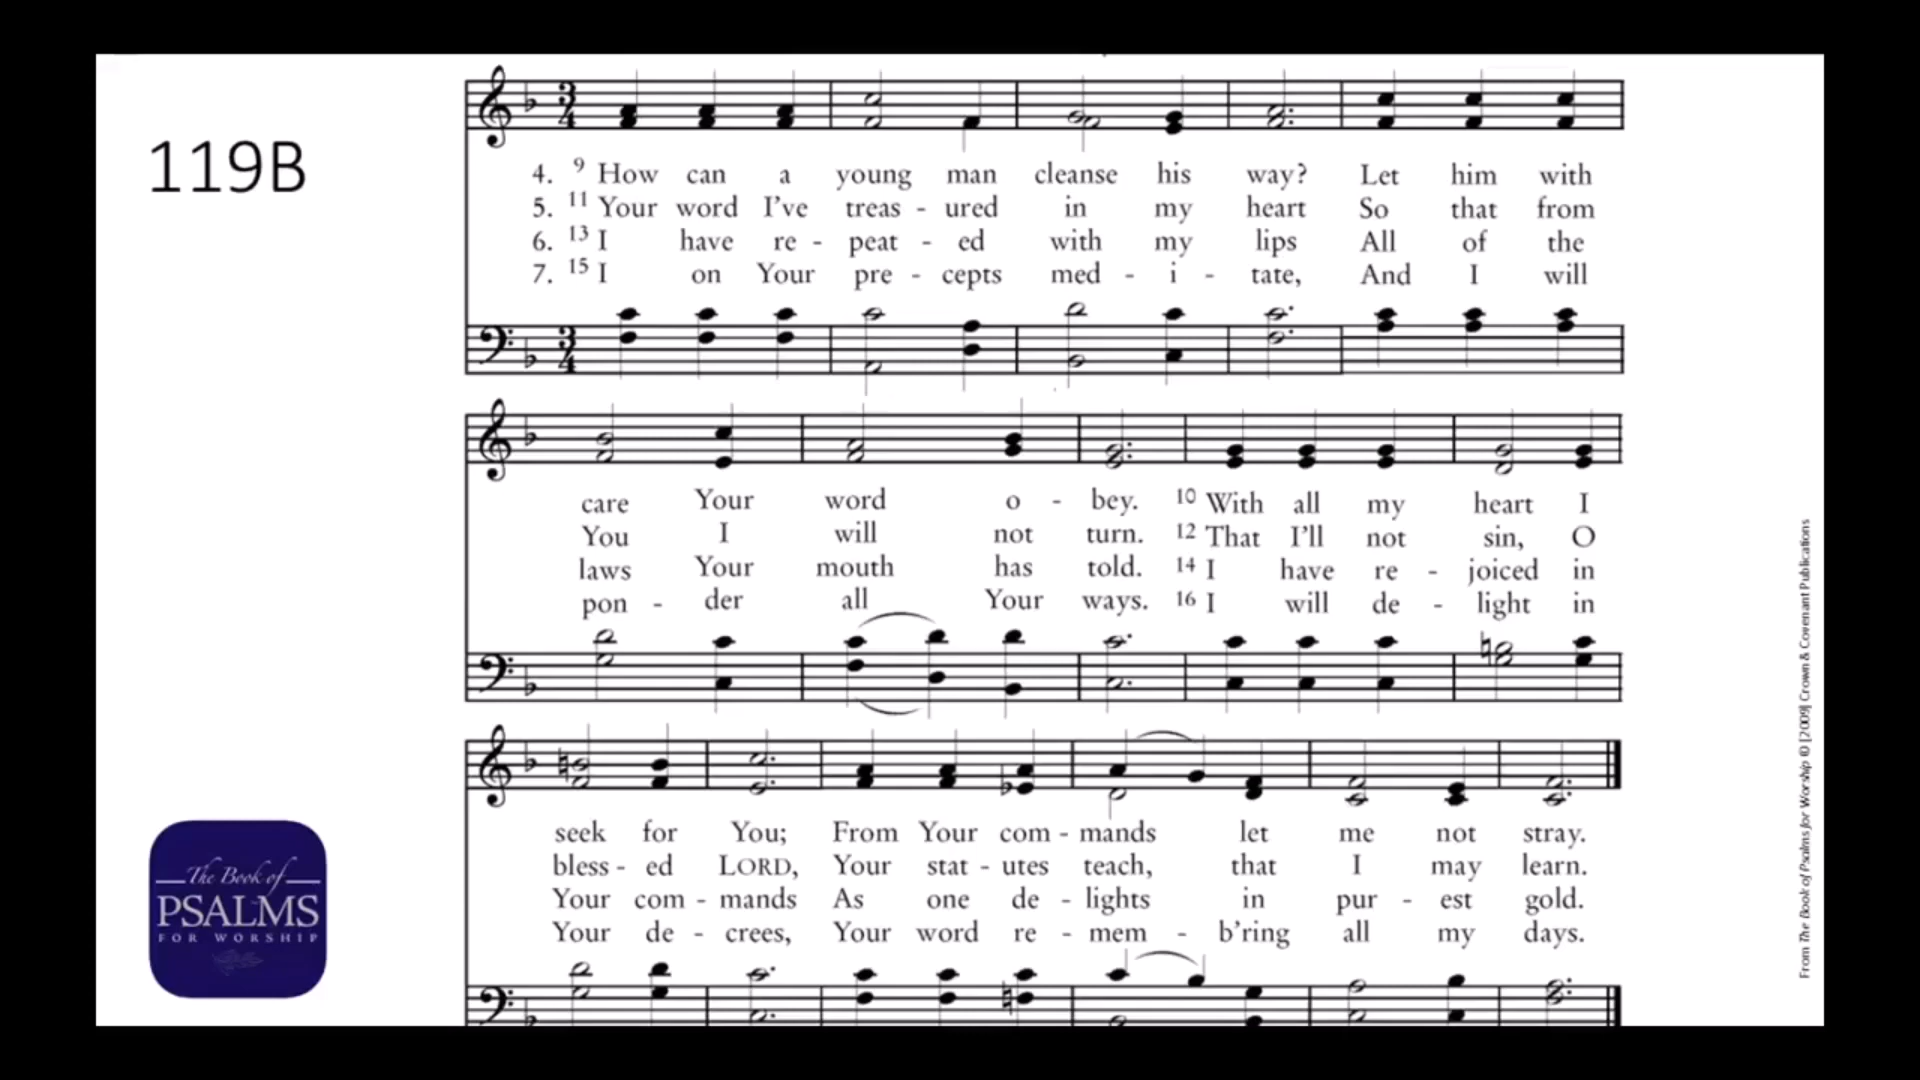 119B
3 4
4. 9 How can a young man cleanse his way? Let him with
5. 11 Your word I've treas - ured in my heart So that from
6. 13 I have re - peat - ed with my lips All of the
7. 15 I on Your pre - cepts med - i - tate, And I will
3 4
care Your word o - bey. 10 With all my heart I
You I will not turn. 12 That I'll not sin, O
laws Your mouth has told. 14 I have re - joiced in
pon - der all Your ways. 16 I will de - light in
seek for You; From Your com - mands let me not stray.
bless - ed LORD, Your stat - utes teach, that I may learn.
Your com - mands As one de - lights in pur - est gold.
Your de - crees, Your word re - mem - b'ring all my days.
The Book of
PSALMS
FOR WORSHIP
From The Book of Psalms for Worship © [2009] Crown & Covenant Publications